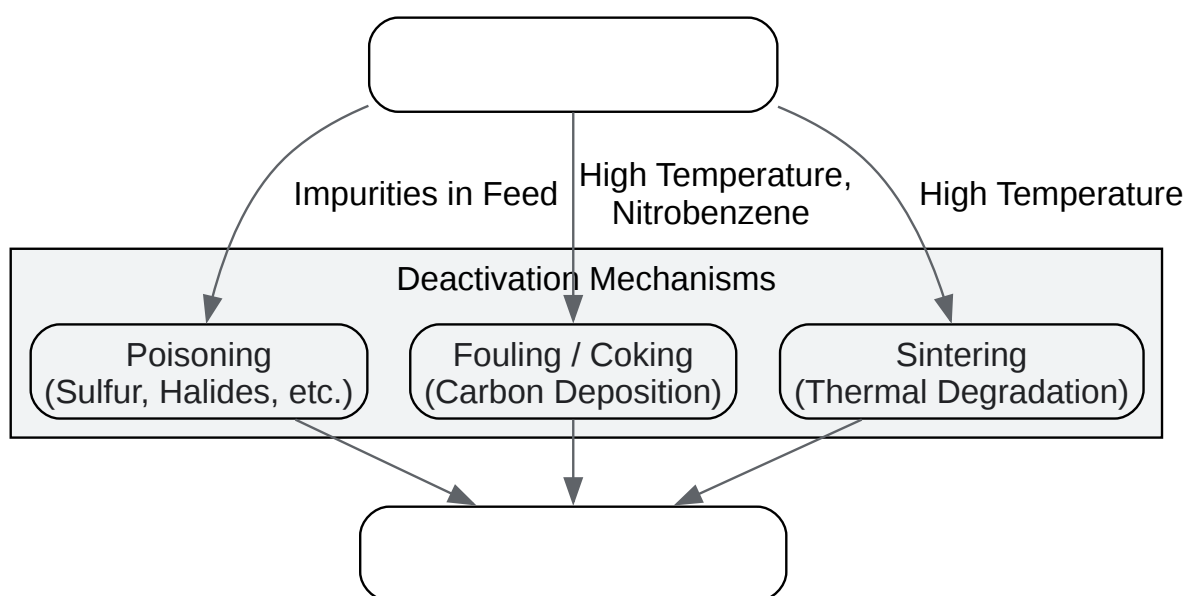 Impurities in Feed
High Temperature,
Nitrobenzene
High Temperature
Deactivation Mechanisms
Poisoning
(Sulfur, Halides, etc.)
Fouling / Coking
(Carbon Deposition)
Sintering
(Thermal Degradation)